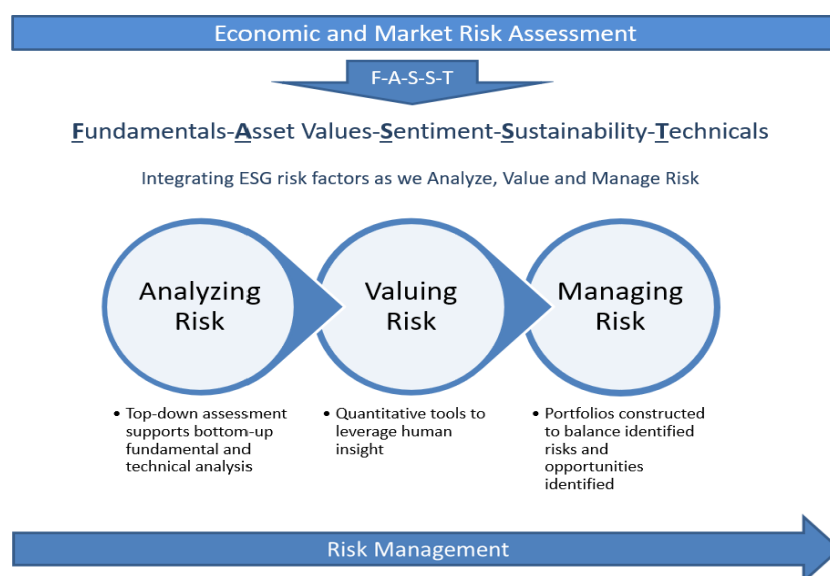 Economic and Market Risk Assessment
F-A-S-S-T
Fundamentals-Asset Values-Sentiment-Sustainability-Technicals
Integrating ESG risk factors as we Analyze, Value and Manage Risk
Analyzing
Risk
Valuing
Risk
Managing
Risk
• Top-down assessment
supports bottom-up
fundamental and
technical analysis
• Quantitative tools to
leverage human
insight
• Portfolios constructed
to balance identified
risks and
opportunities
identified
Risk Management